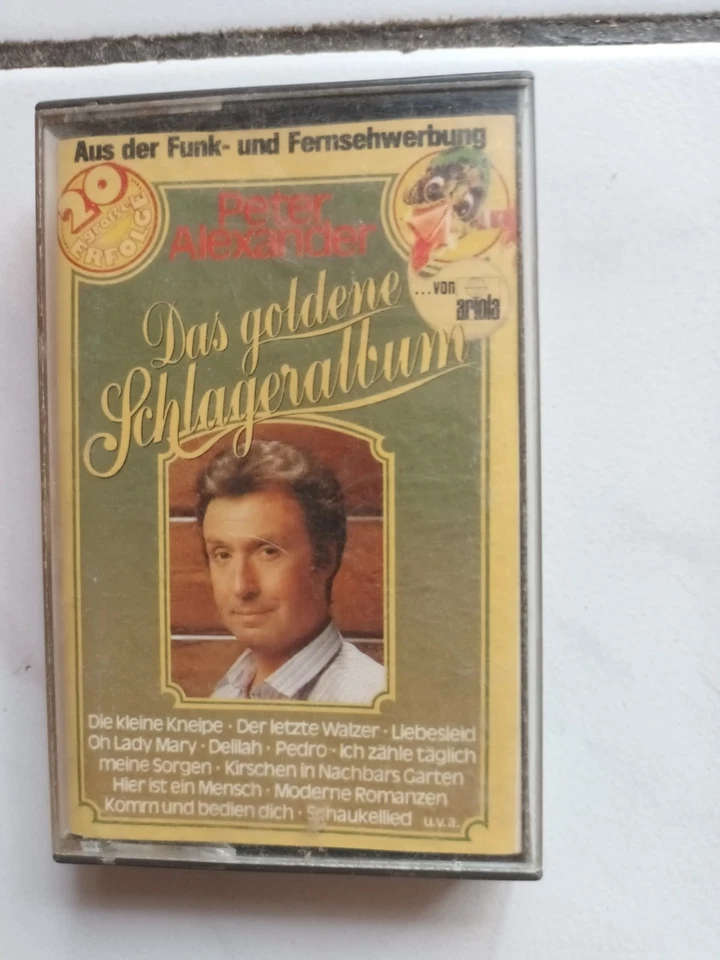 Aus der Funk- und Fernsehwerbung
20
große
ERFOLGE
Peter
Alexander
...von
ariola
Das goldene
Schlageralbum
Die kleine Kneipe · Der letzte Walzer · Liebesleid
Oh Lady Mary · Delilah · Pedro · Ich zähle täglich
meine Sorgen · Kirschen in Nachbars Garten
Hier ist ein Mensch · Moderne Romanzen
Komm und bedien dich · Schaukellied u.v.a.